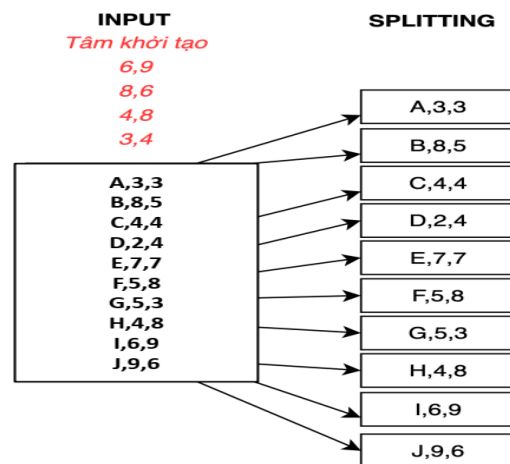 INPUT
Tâm khởi tạo
6,9
8,6
4,8
3,4
A,3,3
B,8,5
C,4,4
D,2,4
E,7,7
F,5,8
G,5,3
H,4,8
I,6,9
J,9,6
SPLITTING
A,3,3
B,8,5
C,4,4
D,2,4
E,7,7
F,5,8
G,5,3
H,4,8
I,6,9
J,9,6